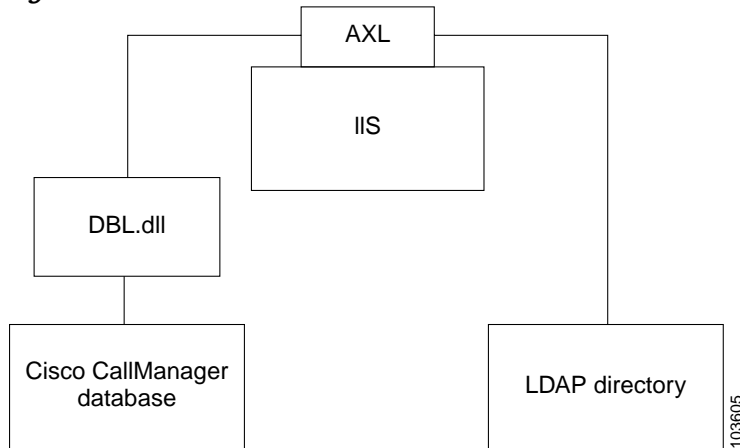 AXL
IIS
DBL.dll
Cisco CallManager
database
LDAP directory
103605